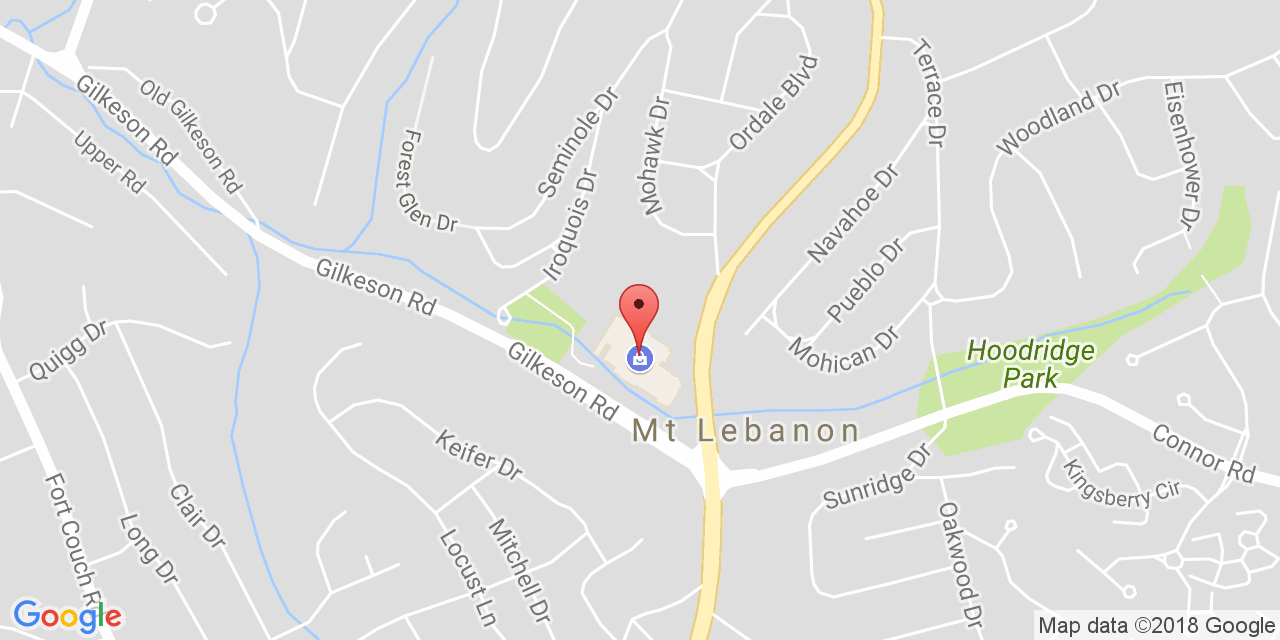 Gilkeson Rd
Old Gilkeson Rd
Upper Rd
Forest Glen Dr
Seminole Dr
Iroquois Dr
Mohawk Dr
Ordale Blvd
Terrace Dr
Woodland Dr
Eisenhower Dr
Navahoe Dr
Pueblo Dr
Mohican Dr
Gilkeson Rd
Quigg Dr
Gilkeson Rd
Hoodridge
Park
Mt Lebanon
Keifer Dr
Connor Rd
Sunridge Dr
Kingsberry Cir
Fort Couch R
Long Dr
Clair Dr
Locust Ln
Mitchell Dr
Oakwood Dr
Google
Map data ©2018 Google